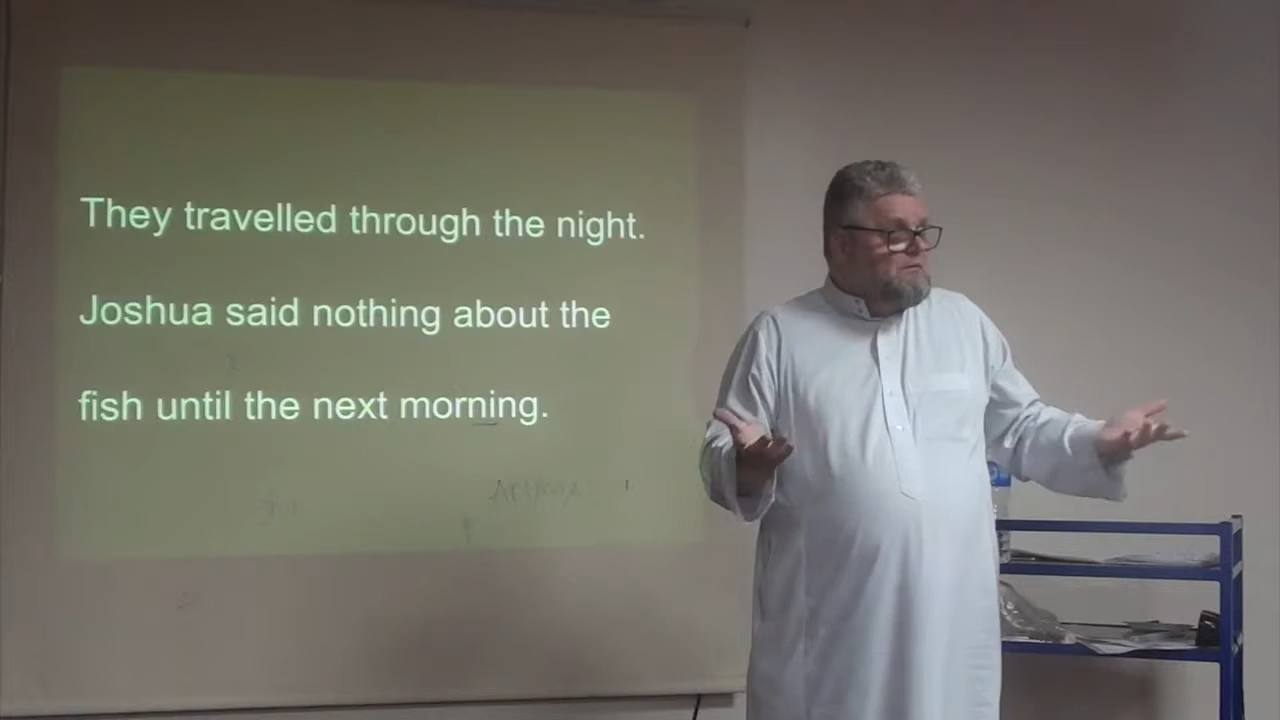 They travelled through the night.
Joshua said nothing about the
fish until the next morning.